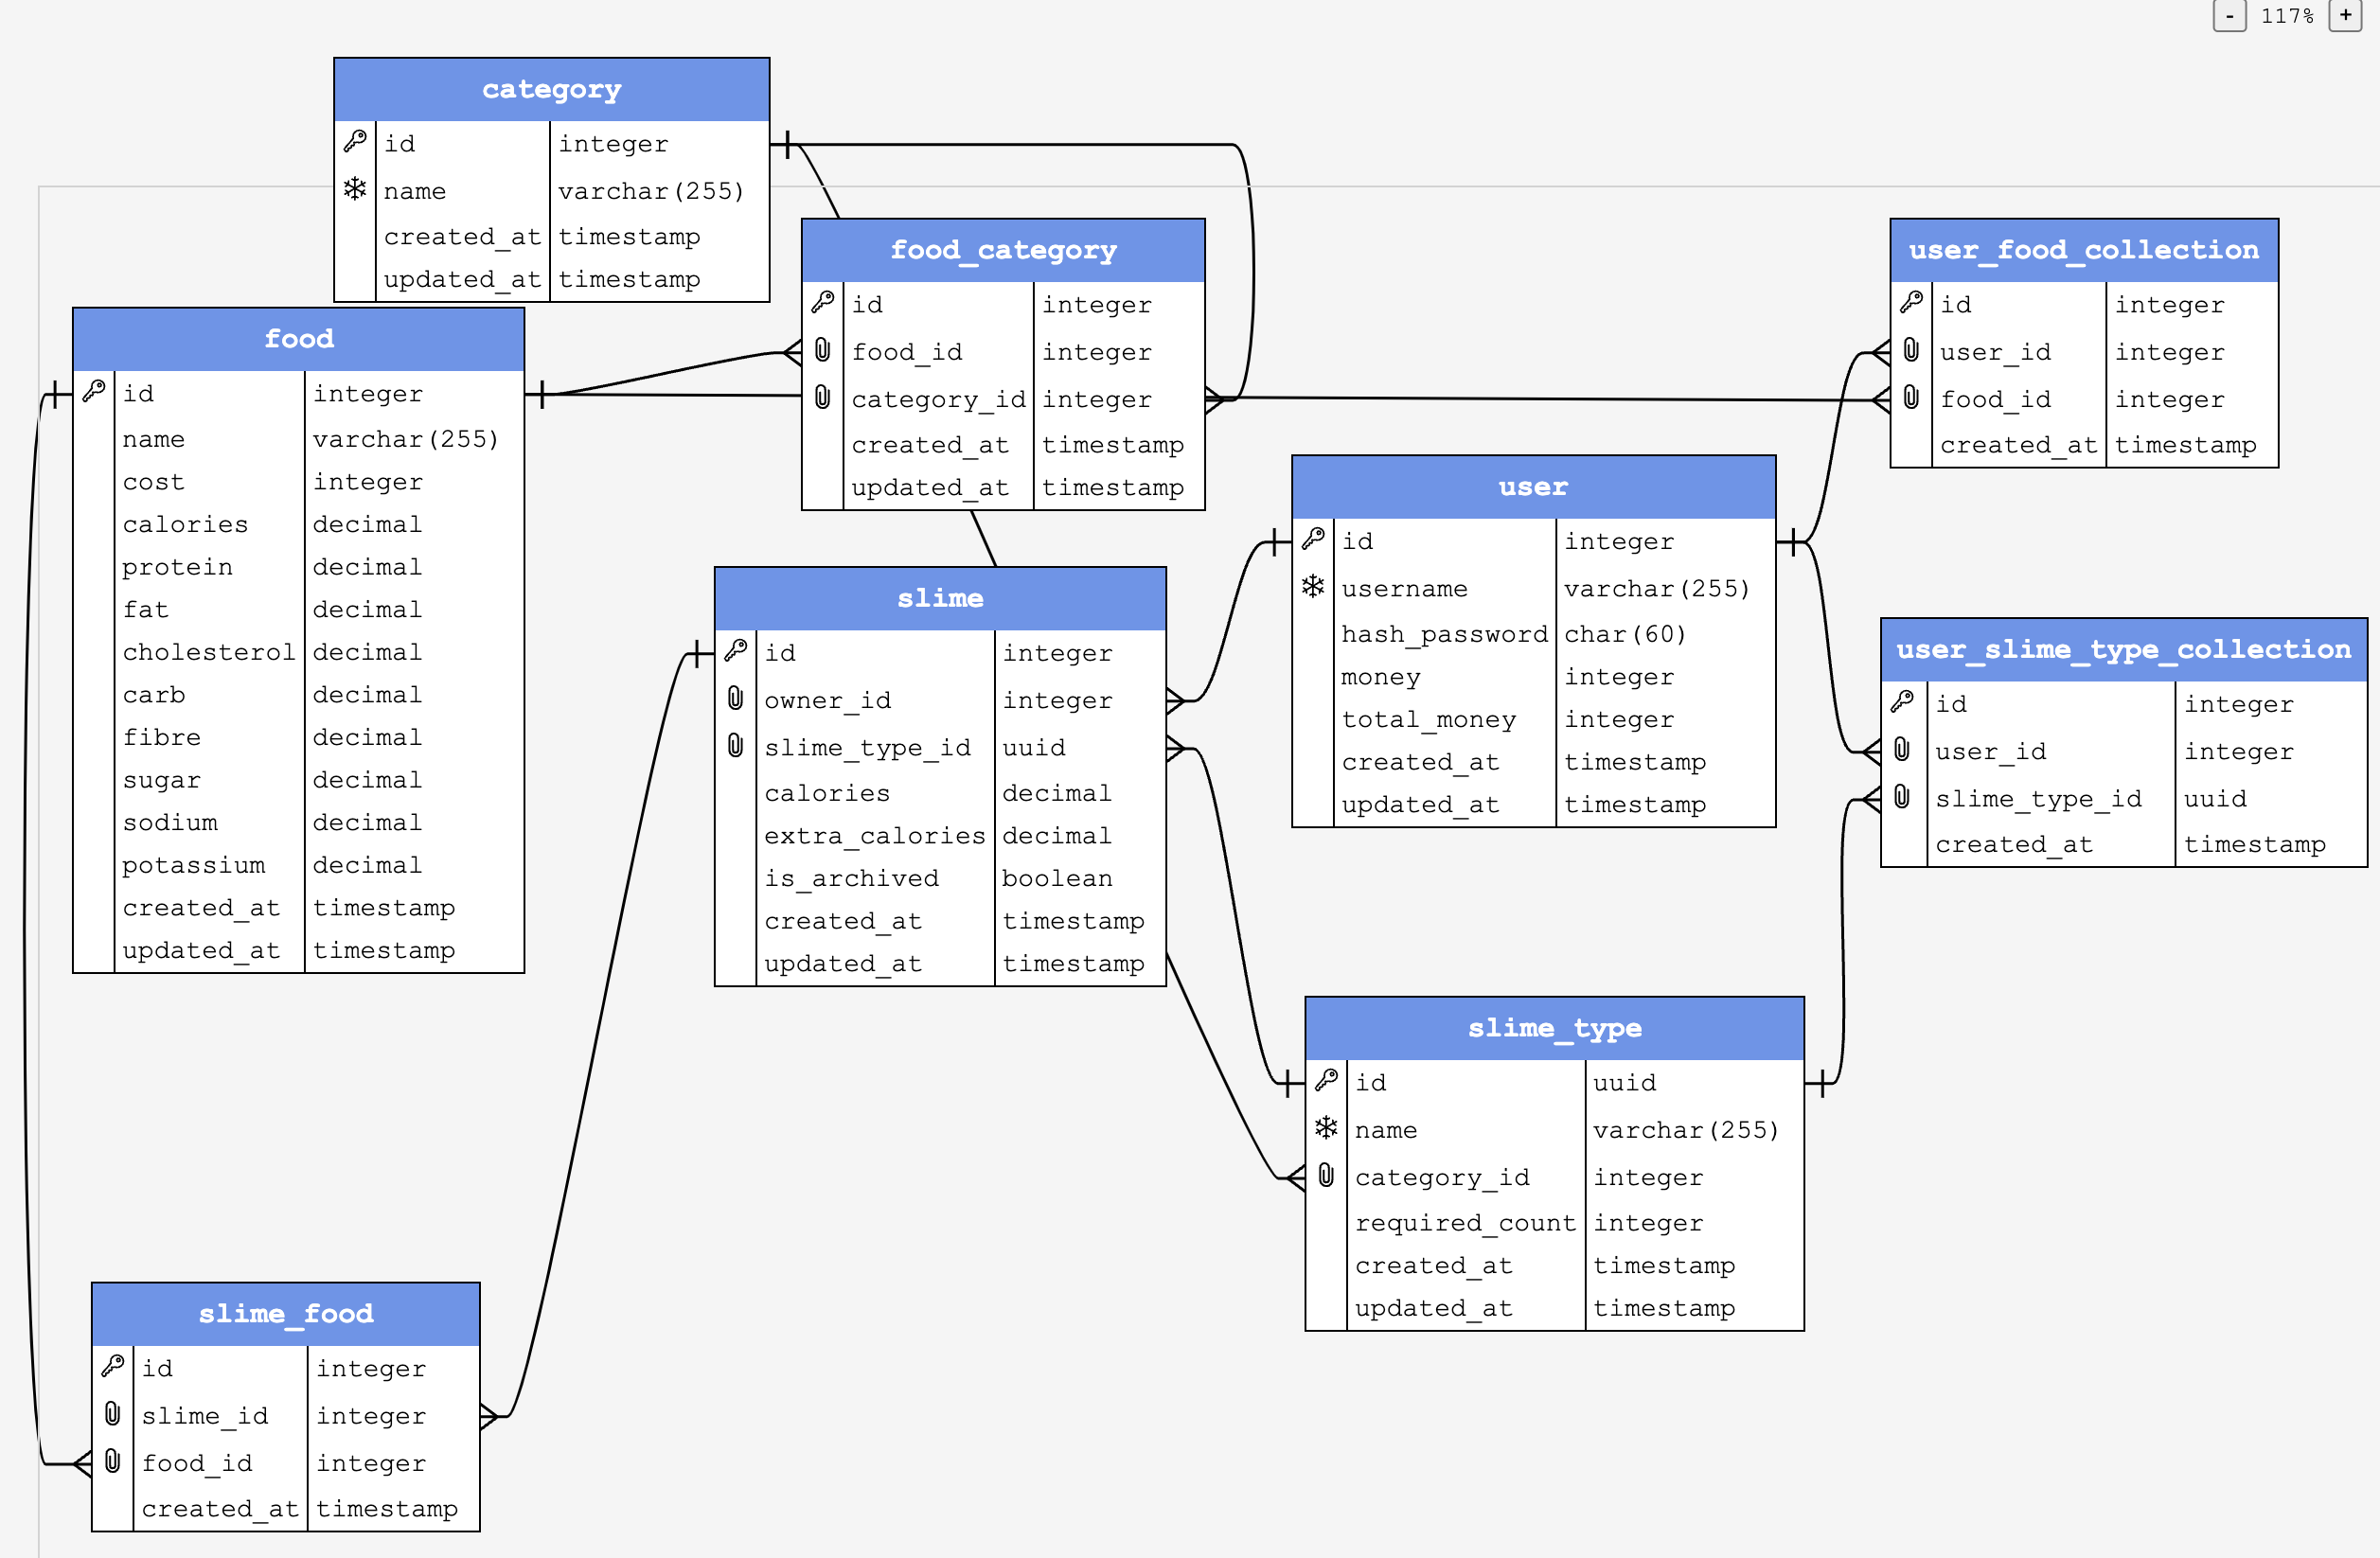 - 117% +
category
id integer
name varchar(255)
created_at timestamp
updated_at timestamp
food_category
id integer
food_id integer
category_id integer
created_at timestamp
updated_at timestamp
user_food_collection
id integer
user_id integer
food_id integer
created_at timestamp
food
id integer
name varchar(255)
cost integer
calories decimal
protein decimal
fat decimal
cholesterol decimal
carb decimal
fibre decimal
sugar decimal
sodium decimal
potassium decimal
created_at timestamp
updated_at timestamp
user
id integer
username varchar(255)
hash_password char(60)
money integer
total_money integer
created_at timestamp
updated_at timestamp
slime
id integer
owner_id integer
slime_type_id uuid
calories decimal
extra_calories decimal
is_archived boolean
created_at timestamp
updated_at timestamp
user_slime_type_collection
id integer
user_id integer
slime_type_id uuid
created_at timestamp
slime_type
id uuid
name varchar(255)
category_id integer
required_count integer
created_at timestamp
updated_at timestamp
slime_food
id integer
slime_id integer
food_id integer
created_at timestamp